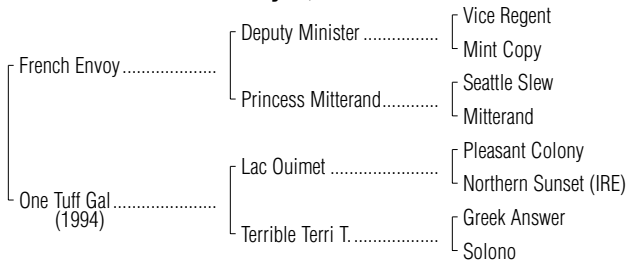 Deputy Minister ................ Vice Regent
Mint Copy
French Envoy....................
Princess Mitterand............ Seattle Slew
Mitterand
Lac Ouimet ....................... Pleasant Colony
Northern Sunset (IRE)
One Tuff Gal......................
(1994)
Terrible Terri T. .................. Greek Answer
Solono